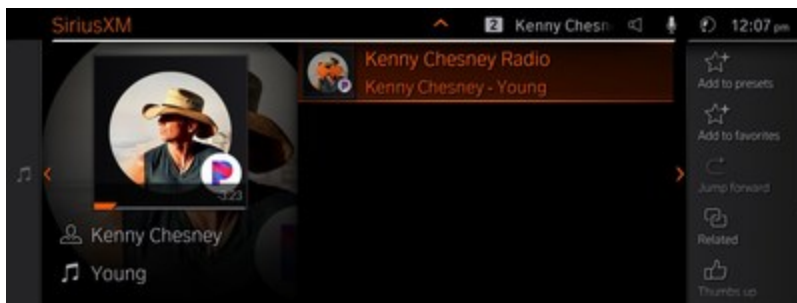 SiriusXM
2 Kenny Chesn
12:07 pm
Kenny Chesney Radio
Kenny Chesney - Young
-3:23
Kenny Chesney
Young
Add to presets
Add to favorites
Jump forward
Related
Thumbs up